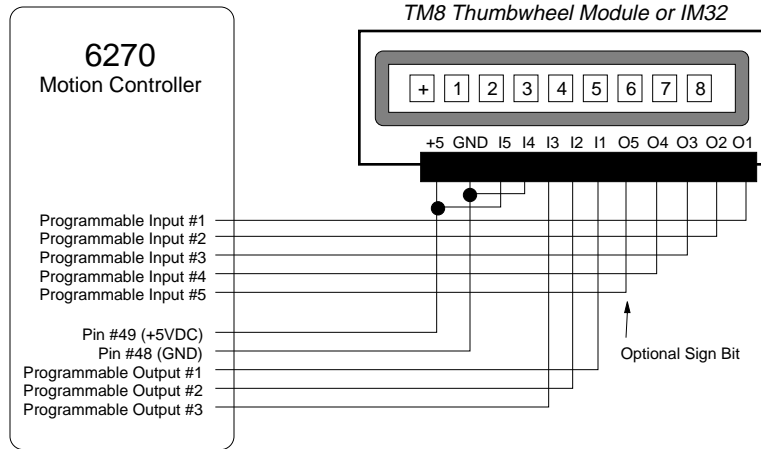 TM8 Thumbwheel Module or IM32
6270
Motion Controller
+ 1 2 3 4 5 6 7 8
+5 GND I5 I4 I3 I2 I1 O5 O4 O3 O2 O1
Programmable Input #1
Programmable Input #2
Programmable Input #3
Programmable Input #4
Programmable Input #5
Pin #49 (+5VDC)
Pin #48 (GND)
Optional Sign Bit
Programmable Output #1
Programmable Output #2
Programmable Output #3